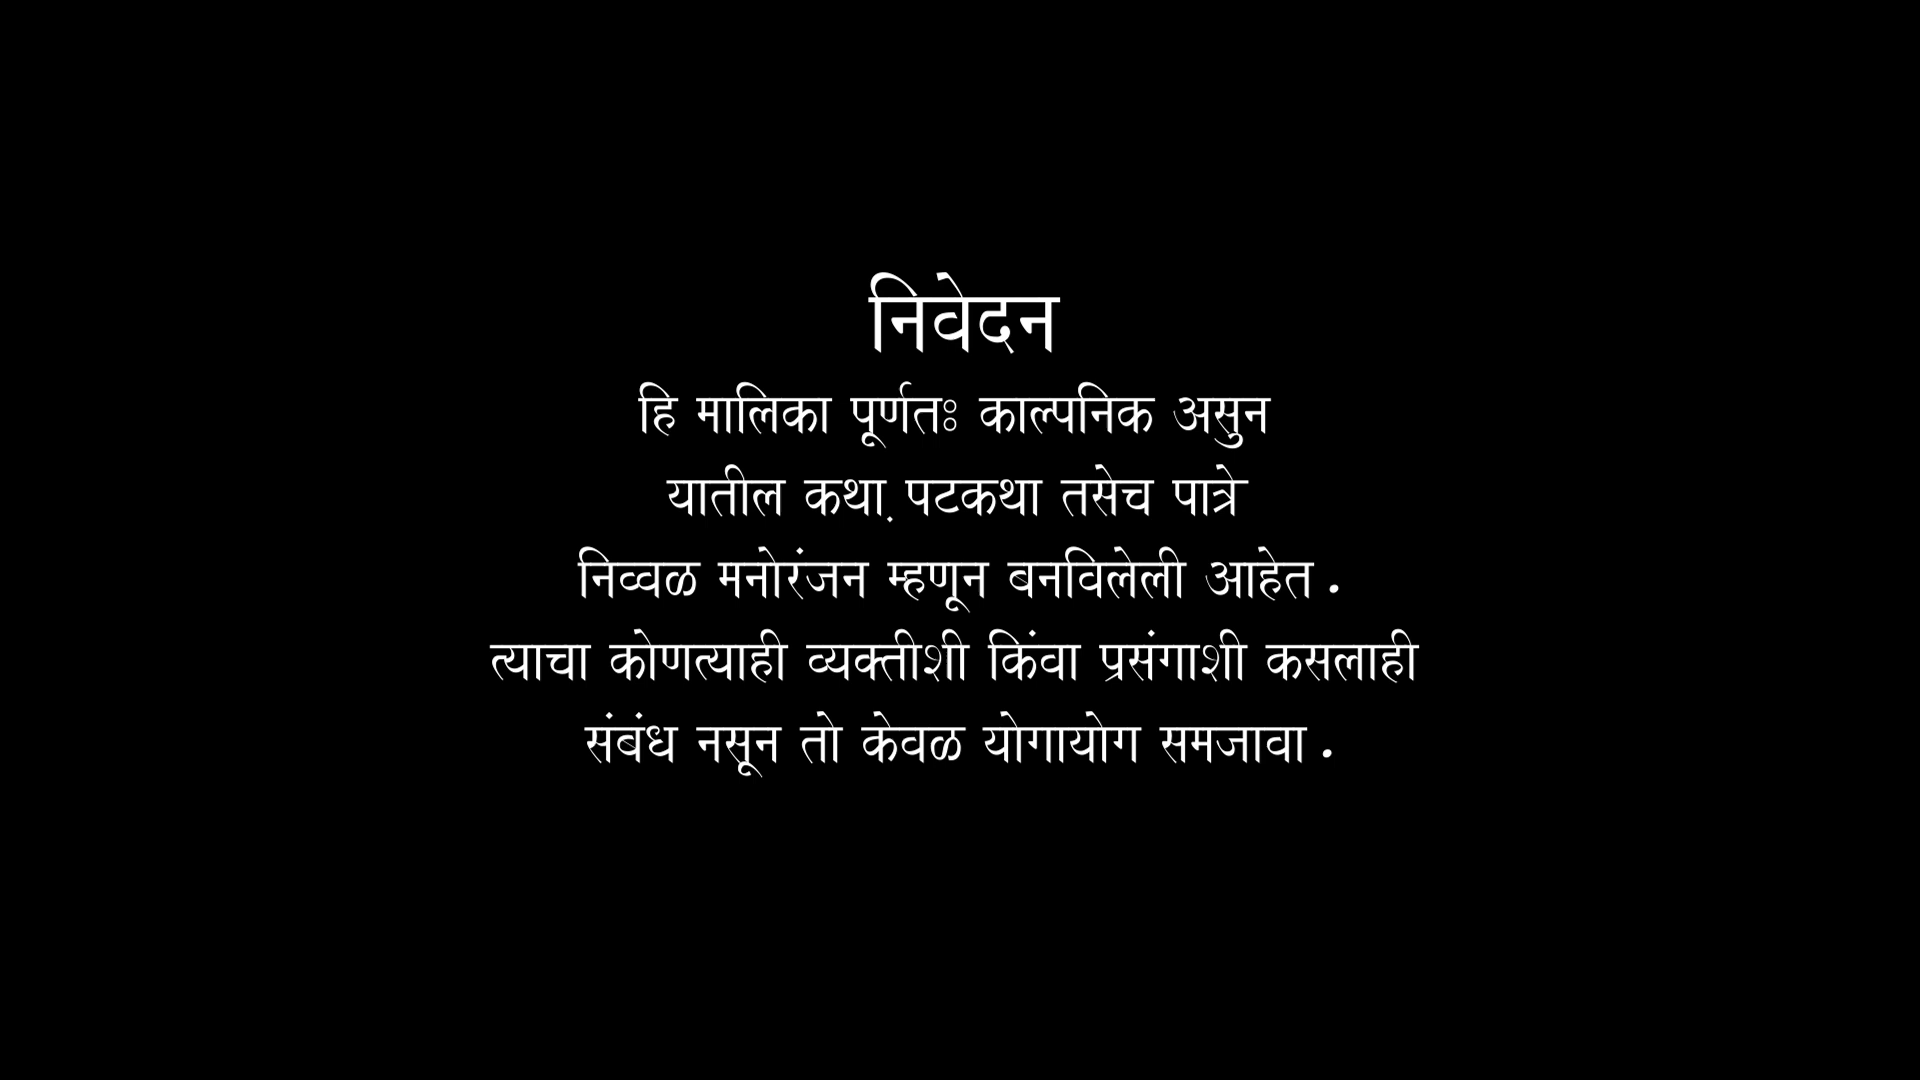 निवेदन
हि मालिका पूर्णतः काल्पनिक असुन
यातील कथा़ पटकथा तसेच पात्रे
निव्वळ मनोरंजन म्हणून बनविलेली आहेत .
त्याचा कोणत्याही व्यक्तीशी किंवा प्रसंगाशी कसलाही
संबंध नसून तो केवळ योगायोग समजावा .